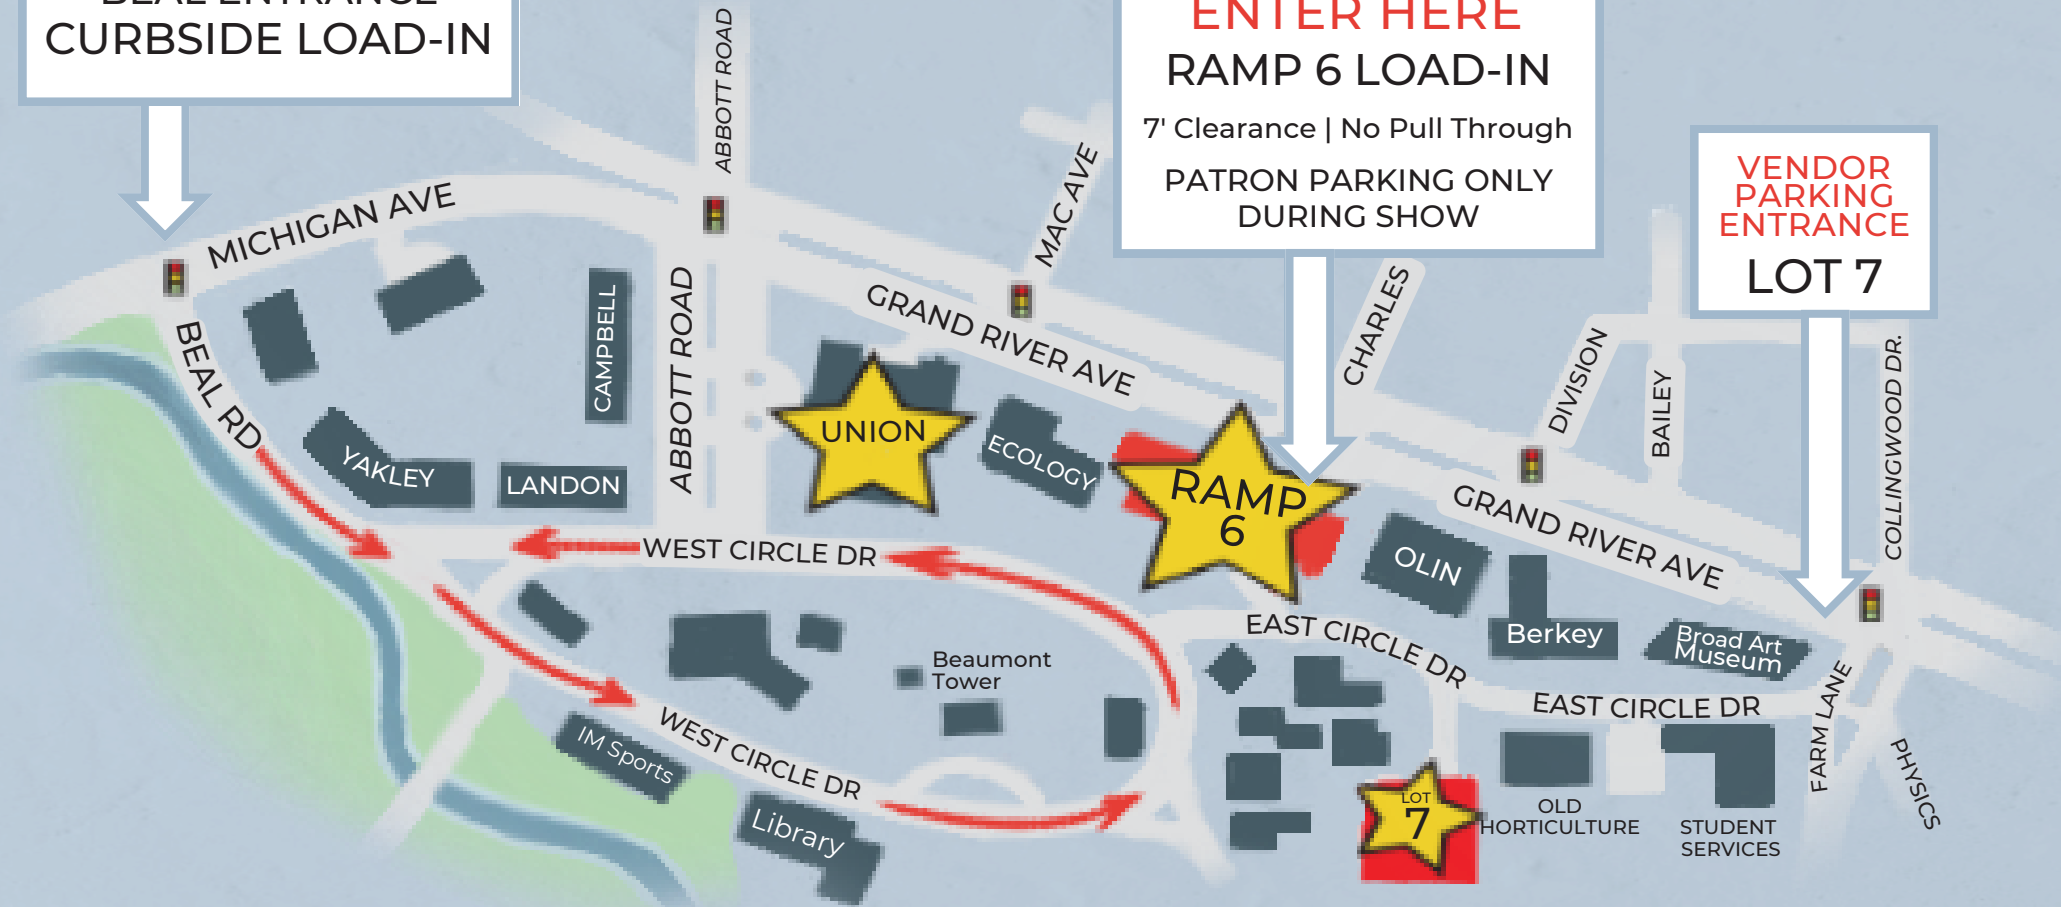 BEAL ENTRANCE
CURBSIDE LOAD-IN
ENTER HERE
RAMP 6 LOAD-IN
7' Clearance | No Pull Through
PATRON PARKING ONLY
DURING SHOW
VENDOR
PARKING
ENTRANCE
LOT 7
ABBOTT ROAD
MAC AVE
MICHIGAN AVE
GRAND RIVER AVE
CHARLES
DIVISION
BAILEY
COLLINGWOOD DR.
BEAL RD
CAMPBELL
ABBOTT ROAD
UNION
ECOLOGY
YAKLEY
LANDON
RAMP
6
OLIN
GRAND RIVER AVE
WEST CIRCLE DR
EAST CIRCLE DR
Berkey
Broad Art
Museum
Beaumont
Tower
EAST CIRCLE DR
FARM LANE
PHYSICS
IM Sports
WEST CIRCLE DR
Library
LOT
7
OLD
HORTICULTURE
STUDENT
SERVICES